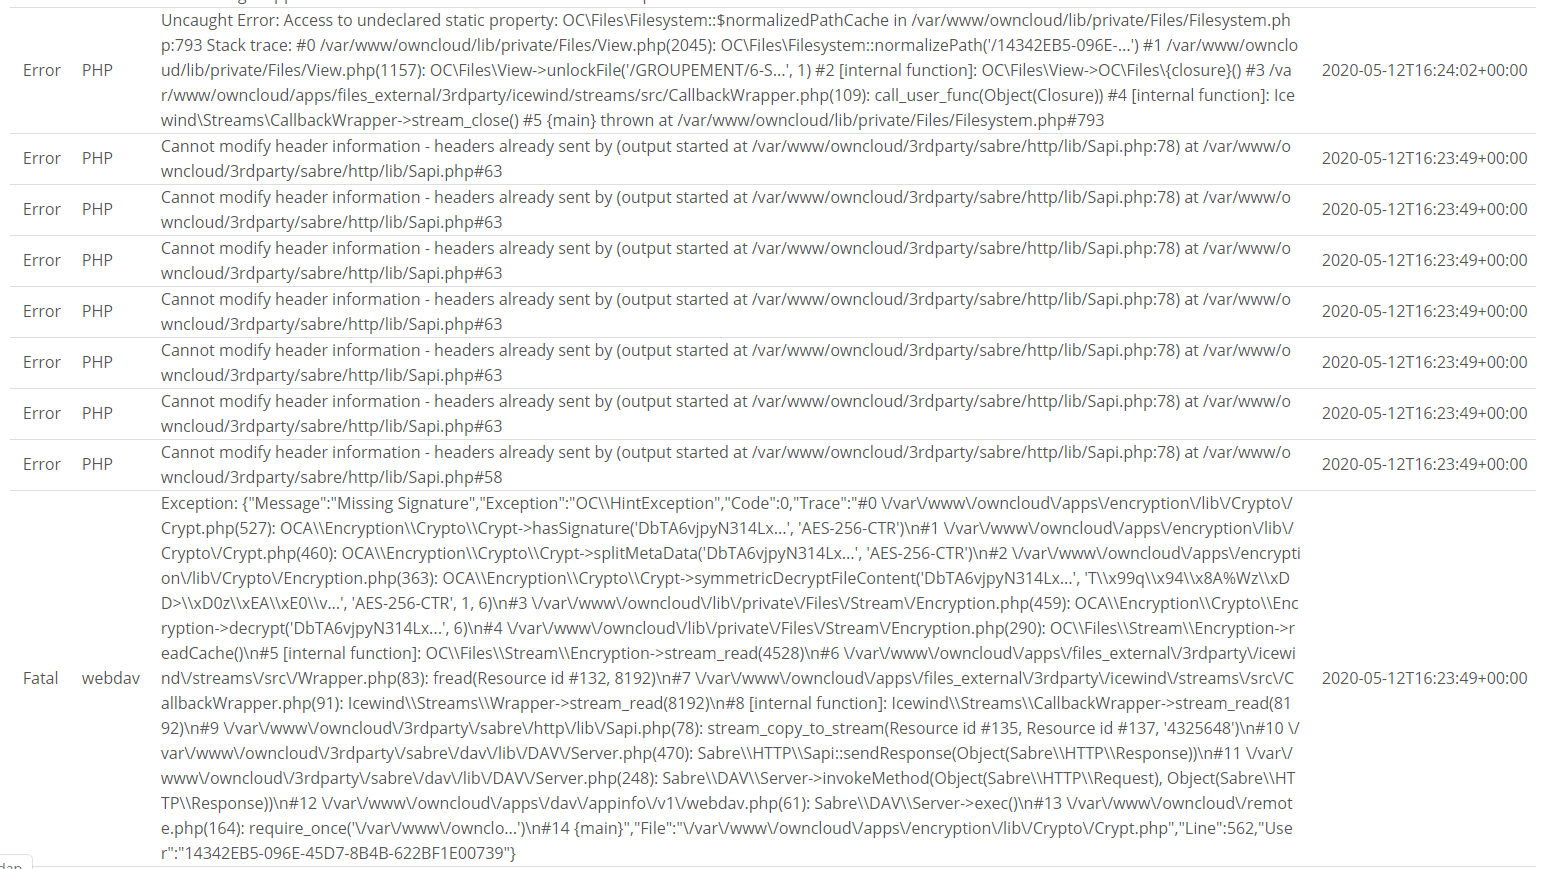 Uncaught Error: Access to undeclared static property: OC\Files\Filesystem::$normalizedPathCache in /var/www/owncloud/lib/private/Files/Filesystem.ph
p:793 Stack trace: #0 /var/www/owncloud/lib/private/Files/View.php(2045): OC\Files\Filesystem::normalizePath('/14342EB5-096E-...') #1 /var/www/ownclo
Error PHP ud/lib/private/Files/View.php(1157): OC\Files\View->unlockFile('/GROUPEMENT/6-S...', 1) #2 [internal function]: OC\Files\View->OC\Files\{closure}() #3 /va 2020-05-12T16:24:02+00:00
r/www/owncloud/apps/files_external/3rdparty/icewind/streams/src/CallbackWrapper.php(109): call_user_func(Object(Closure)) #4 [internal function]: Ice
wind\Streams\CallbackWrapper->stream_close() #5 {main} thrown at /var/www/owncloud/lib/private/Files/Filesystem.php#793
Error PHP Cannot modify header information - headers already sent by (output started at /var/www/owncloud/3rdparty/sabre/http/lib/Sapi.php:78) at /var/www/o 2020-05-12T16:23:49+00:00
wncloud/3rdparty/sabre/http/lib/Sapi.php#63
Error PHP Cannot modify header information - headers already sent by (output started at /var/www/owncloud/3rdparty/sabre/http/lib/Sapi.php:78) at /var/www/o 2020-05-12T16:23:49+00:00
wncloud/3rdparty/sabre/http/lib/Sapi.php#63
Error PHP Cannot modify header information - headers already sent by (output started at /var/www/owncloud/3rdparty/sabre/http/lib/Sapi.php:78) at /var/www/o 2020-05-12T16:23:49+00:00
wncloud/3rdparty/sabre/http/lib/Sapi.php#63
Error PHP Cannot modify header information - headers already sent by (output started at /var/www/owncloud/3rdparty/sabre/http/lib/Sapi.php:78) at /var/www/o 2020-05-12T16:23:49+00:00
wncloud/3rdparty/sabre/http/lib/Sapi.php#63
Error PHP Cannot modify header information - headers already sent by (output started at /var/www/owncloud/3rdparty/sabre/http/lib/Sapi.php:78) at /var/www/o 2020-05-12T16:23:49+00:00
wncloud/3rdparty/sabre/http/lib/Sapi.php#63
Error PHP Cannot modify header information - headers already sent by (output started at /var/www/owncloud/3rdparty/sabre/http/lib/Sapi.php:78) at /var/www/o 2020-05-12T16:23:49+00:00
wncloud/3rdparty/sabre/http/lib/Sapi.php#63
Error PHP Cannot modify header information - headers already sent by (output started at /var/www/owncloud/3rdparty/sabre/http/lib/Sapi.php:78) at /var/www/o 2020-05-12T16:23:49+00:00
wncloud/3rdparty/sabre/http/lib/Sapi.php#58
Exception: {"Message":"Missing Signature","Exception":"OC\\HintException","Code":0,"Trace":"#0 \/var\/www\/owncloud\/apps\/encryption\/lib\/Crypto\/
Crypt.php(527): OCA\\Encryption\\Crypto\\Crypt->hasSignature('DbTA6vjpyN314Lx...', 'AES-256-CTR')\n#1 \/var\/www\/owncloud\/apps\/encryption\/lib\/
Crypto\/Crypt.php(460): OCA\\Encryption\\Crypto\\Crypt->splitMetaData('DbTA6vjpyN314Lx...', 'AES-256-CTR')\n#2 \/var\/www\/owncloud\/apps\/encrypti
on\/lib\/Crypto\/Encryption.php(363): OCA\\Encryption\\Crypto\\Crypt->symmetricDecryptFileContent('DbTA6vjpyN314Lx...', 'T\\x99q\\x94\\x8A%Wz\\xD
D>\\xD0z\\xEA\\xE0\\v...', 'AES-256-CTR', 1, 6)\n#3 \/var\/www\/owncloud\/lib\/private\/Files\/Stream\/Encryption.php(459): OCA\\Encryption\\Crypto\\Enc
ryption->decrypt('DbTA6vjpyN314Lx...', 6)\n#4 \/var\/www\/owncloud\/lib\/private\/Files\/Stream\/Encryption.php(290): OC\\Files\\Stream\\Encryption->r
eadCache()\n#5 [internal function]: OC\\Files\\Stream\\Encryption->stream_read(4528)\n#6 \/var\/www\/owncloud\/apps\/files_external\/3rdparty\/icewi
Fatal webdav nd\/streams\/src\/Wrapper.php(83): fread(Resource id #132, 8192)\n#7 \/var\/www\/owncloud\/apps\/files_external\/3rdparty\/icewind\/streams\/src\/C 2020-05-12T16:23:49+00:00
allbackWrapper.php(91): Icewind\\Streams\\Wrapper->stream_read(8192)\n#8 [internal function]: Icewind\\Streams\\CallbackWrapper->stream_read(81
92)\n#9 \/var\/www\/owncloud\/3rdparty\/sabre\/http\/lib\/Sapi.php(78): stream_copy_to_stream(Resource id #135, Resource id #137, '4325648')\n#10 \/
var\/www\/owncloud\/3rdparty\/sabre\/dav\/lib\/DAV\/Server.php(470): Sabre\\HTTP\\Sapi::sendResponse(Object(Sabre\\HTTP\\Response))\n#11 \/var\/
www\/owncloud\/3rdparty\/sabre\/dav\/lib\/DAV\/Server.php(248): Sabre\\DAV\\Server->invokeMethod(Object(Sabre\\HTTP\\Request), Object(Sabre\\HT
TP\\Response))\n#12 \/var\/www\/owncloud\/apps\/dav\/appinfo\/v1\/webdav.php(61): Sabre\\DAV\\Server->exec()\n#13 \/var\/www\/owncloud\/remot
e.php(164): require_once('\/var\/www\/ownclo...')\n#14 {main}","File":"\/var\/www\/owncloud\/apps\/encryption\/lib\/Crypto\/Crypt.php","Line":562,"Use
r":"14342EB5-096E-45D7-8B4B-622BF1E00739"}